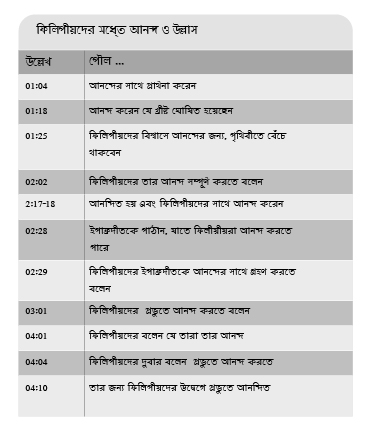 ফিলিপীয়দের মধ্যে আনন্দ ও উল্লাস
উল্লেখ পৌল ...
01:04 আনন্দের সাথে প্রার্থনা করেন
01:18 আনন্দ করেন যে খ্রীষ্ট ঘোষিত হয়েছেন
01:25 ফিলিপীয়দের বিশ্বাসে আনন্দের জন্য, পৃথিবীতে বেঁচে
থাকবেন
02:02 ফিলিপীয়দের তার আনন্দ সম্পূর্ণ করতে বলেন
2:17-18 আনন্দিত হয় এবং ফিলিপীয়দের সাথে আনন্দ করেন
02:28 ইপাফ্রদীতকে পাঠান, যাতে ফিলীপীয়রা আনন্দ করতে
পারে
02:29 ফিলিপীয়দের ইপাফ্রদীতকে আনন্দের সাথে গ্রহণ করতে
বলেন
03:01 ফিলিপীয়দের প্রভুতে আনন্দ করতে বলেন
04:01 ফিলিপীয়দের বলেন যে তারা তার আনন্দ
04:04 ফিলিপীয়দের দুবার বলেন প্রভুতে আনন্দ করতে
04:10 তার জন্য ফিলিপীয়দের উদ্বেগে প্রভুতে আনন্দিত